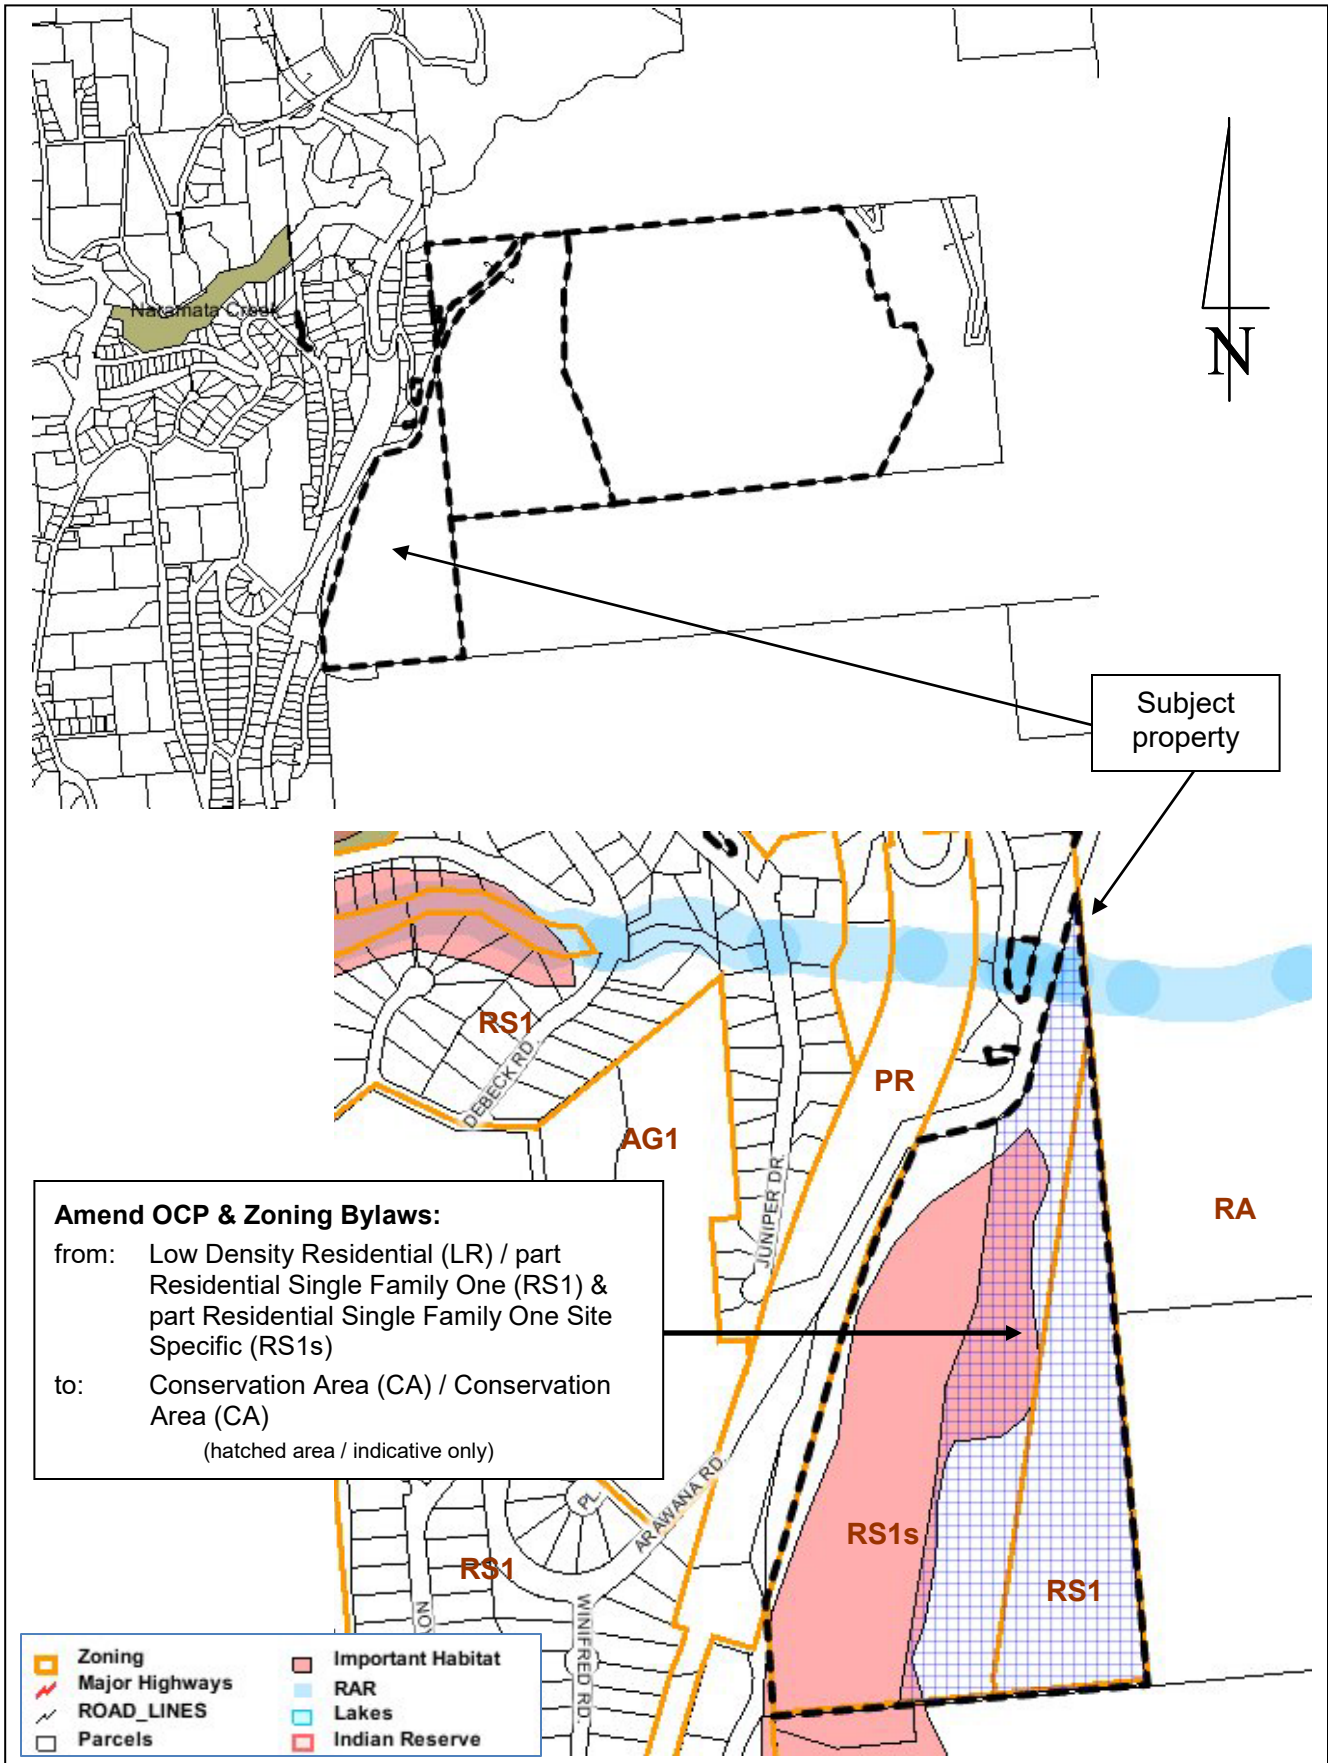 Naramata Creek
N
Subject
property
RS1
DEBECK RD.
AG1
JUNIPER DR.
PR
RA
Amend OCP & Zoning Bylaws:
from: Low Density Residential (LR) / part
Residential Single Family One (RS1) &
part Residential Single Family One Site
Specific (RS1s)
to: Conservation Area (CA) / Conservation
Area (CA)
(hatched area / indicative only)
PL.
ARAWANA RD.
RS1s
RS1
RS1
WINIFRED RD.
Zoning
Major Highways
ROAD_LINES
Parcels
Important Habitat
RAR
Lakes
Indian Reserve